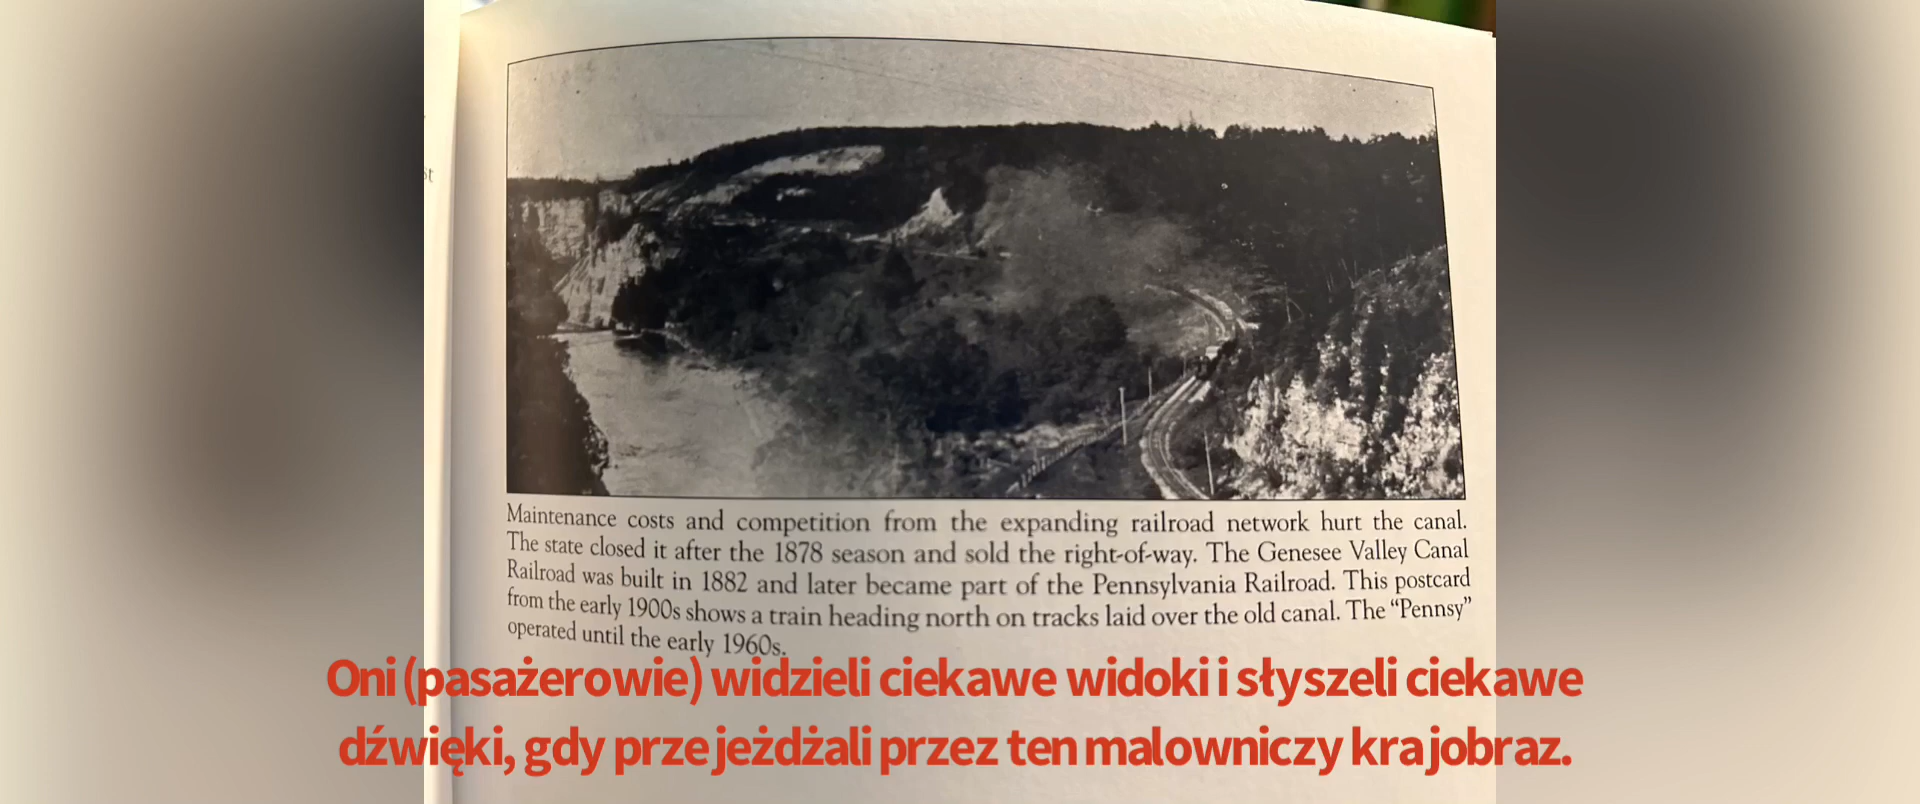 st
Maintenance costs and competition from the expanding railroad network hurt the canal.
The state closed it after the 1878 season and sold the right-of-way. The Genesee Valley Canal
Railroad was built in 1882 and later became part of the Pennsylvania Railroad. This postcard
from the early 1900s shows a train heading north on tracks laid over the old canal. The “Pennsy”
operated until the early 1960s.
Oni (pasażerowie) widzieli ciekawe widoki i słyszeli ciekawe
dźwięki, gdy przejeżdżali przez ten malowniczy krajobraz.